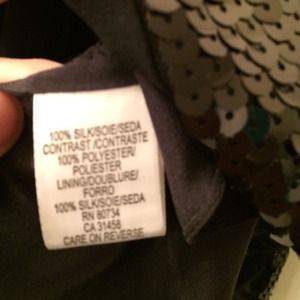 100% SILK/SOIE/SEDA
CONTRAST /CONTRASTE
100% POLYESTER/
POLIESTER
LINING/DOUBLURE/
FORRO
100% SILK/SOIE/SEDA
RN 80734
CA 31458
CARE ON REVERSE